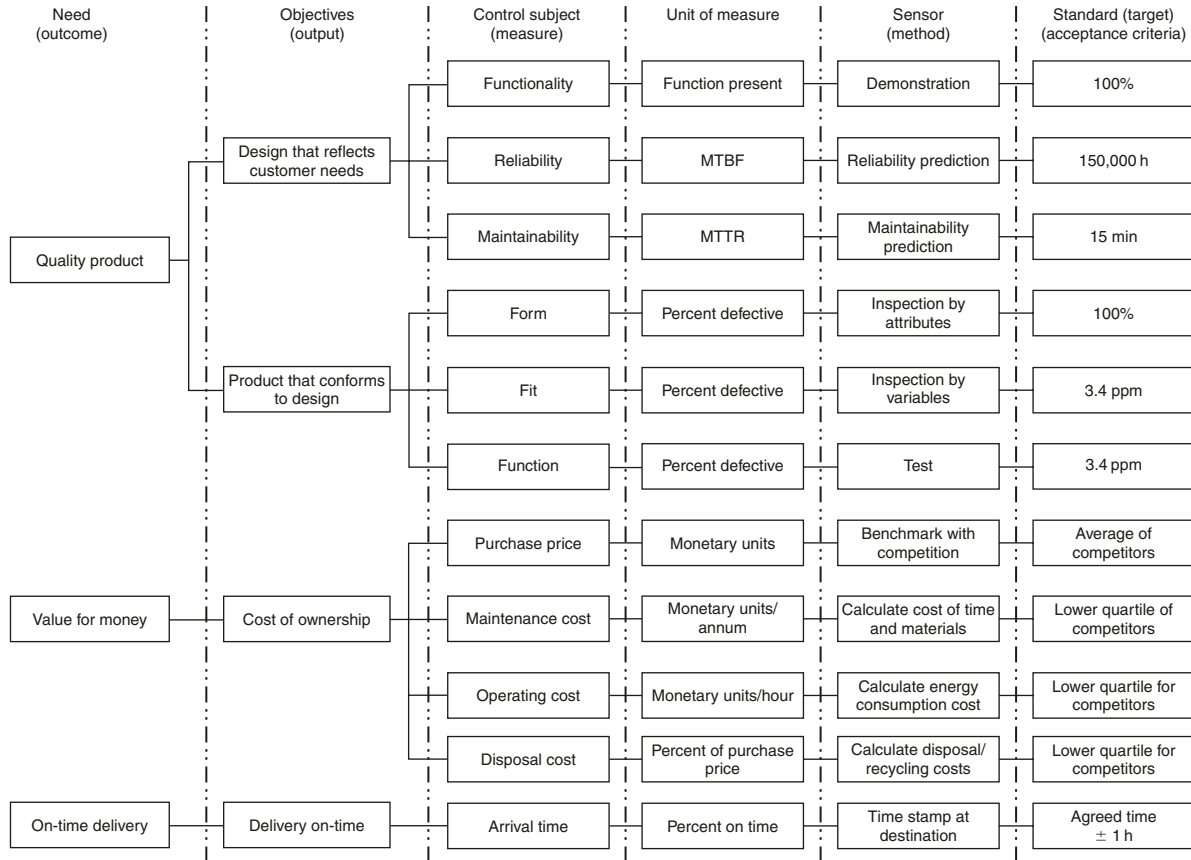 Need
(outcome)
Objectives
(output)
Control subject
(measure)
Unit of measure
Sensor
(method)
Standard (target)
(acceptance criteria)
Functionality
Function present
Demonstration
100%
Design that reflects
customer needs
Reliability
MTBF
Reliability prediction
150,000 h
Maintainability
MTTR
Maintainability
prediction
15 min
Quality product
Form
Percent defective
Inspection by
attributes
100%
Product that conforms
to design
Fit
Percent defective
Inspection by
variables
3.4 ppm
Function
Percent defective
Test
3.4 ppm
Purchase price
Monetary units
Benchmark with
competition
Average of
competitors
Value for money
Cost of ownership
Maintenance cost
Monetary units/
annum
Calculate cost of time
and materials
Lower quartile of
competitors
Operating cost
Monetary units/hour
Calculate energy
consumption cost
Lower quartile for
competitors
Disposal cost
Percent of purchase
price
Calculate disposal/
recycling costs
Lower quartile for
competitors
On-time delivery
Delivery on-time
Arrival time
Percent on time
Time stamp at
destination
Agreed time
± 1 h